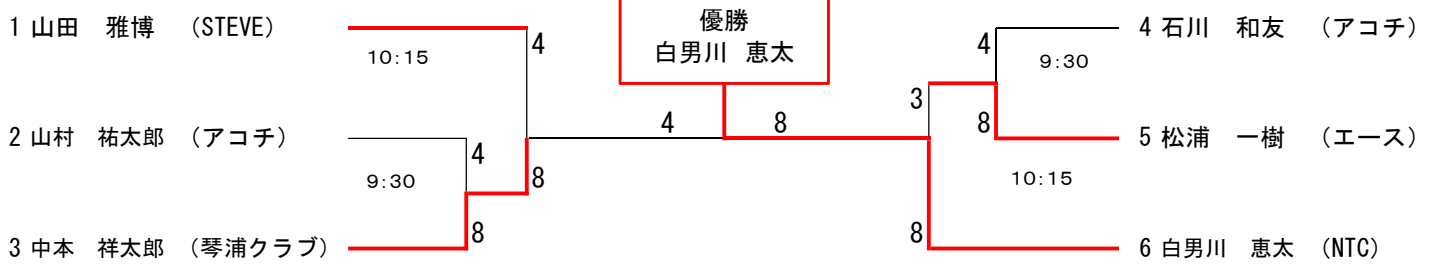 1 山田　雅博　（STEVE）
10:15
4
2 山村　祐太郎　（アコチ）
4
9:30
8
3 中本　祥太郎　（琴浦クラブ）
8
優勝
白男川　恵太
4
8
4 石川　和友　（アコチ）
4
9:30
3
8
5 松浦　一樹　（エース）
10:15
8
6 白男川　恵太　（NTC）